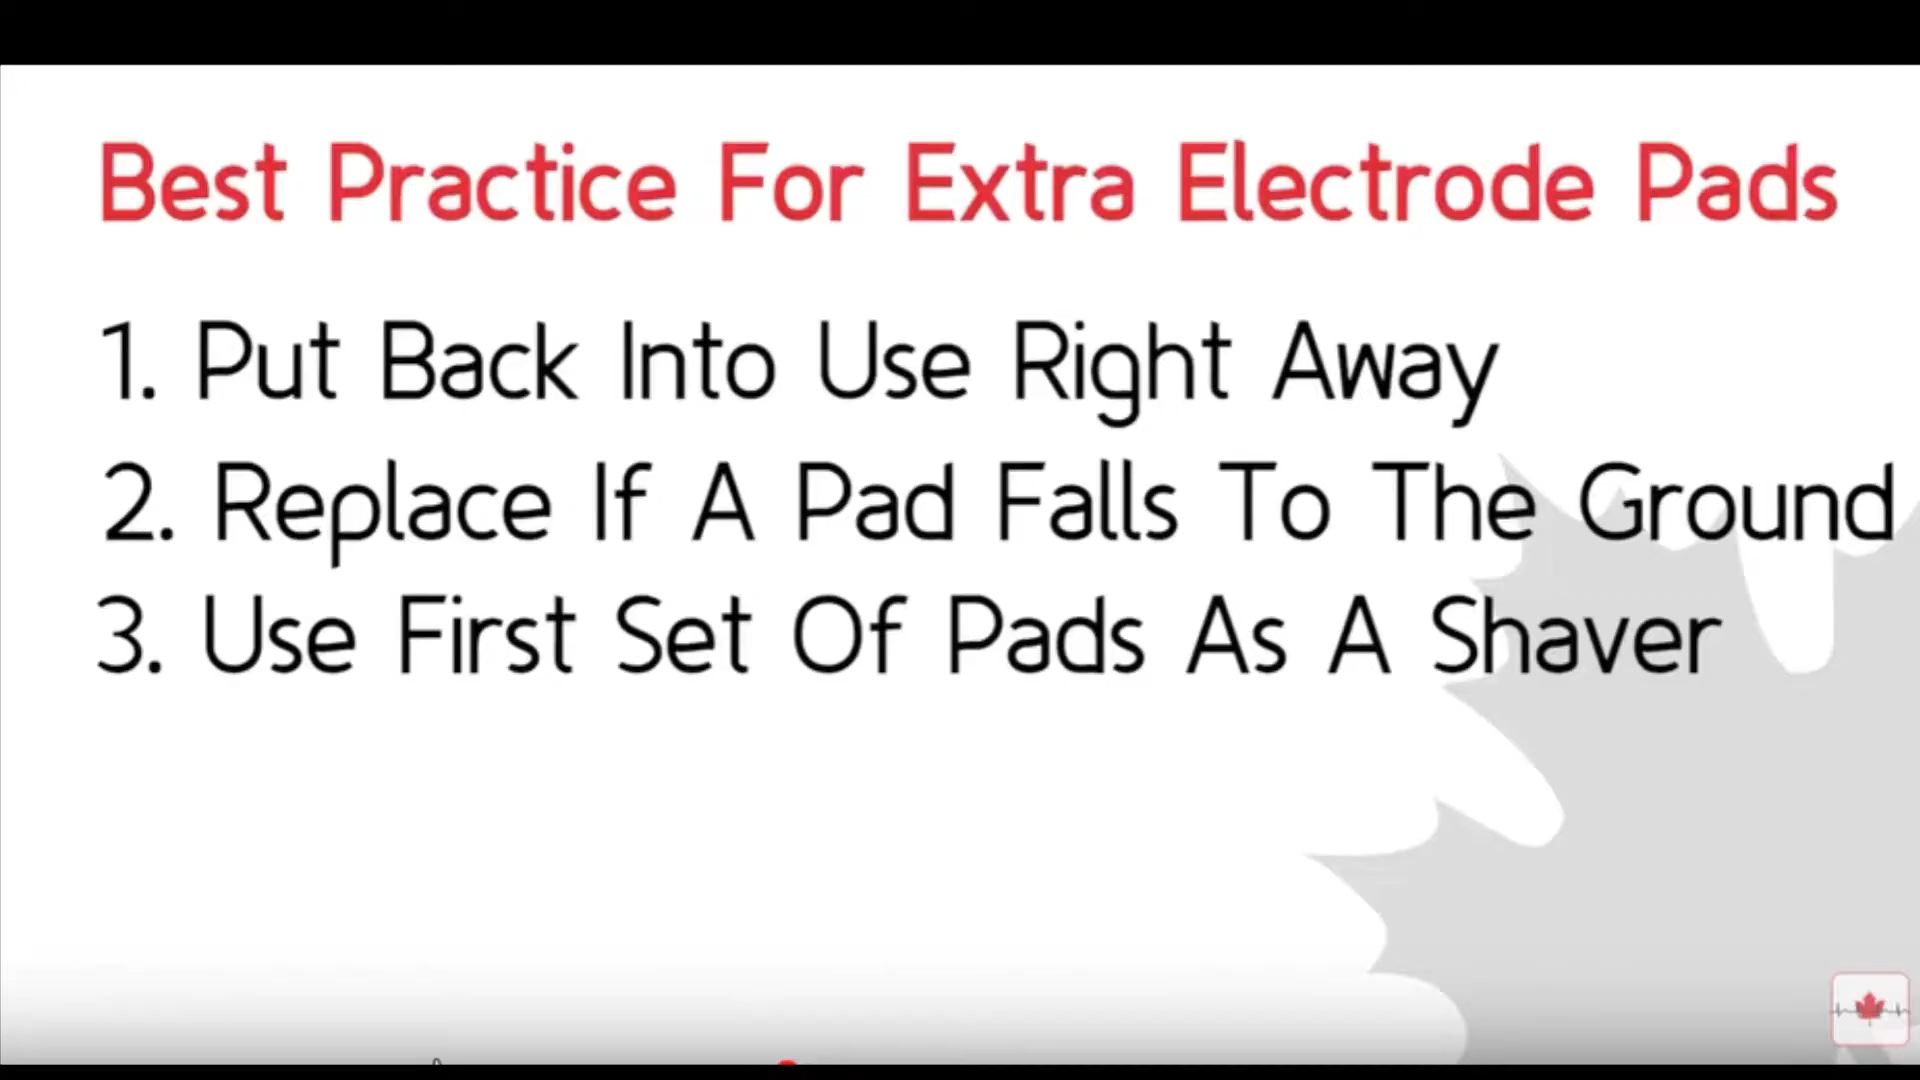 Best Practice For Extra Electrode Pads
1. Put Back Into Use Right Away
2. Replace If A Pad Falls To The Ground
3. Use First Set Of Pads As A Shaver